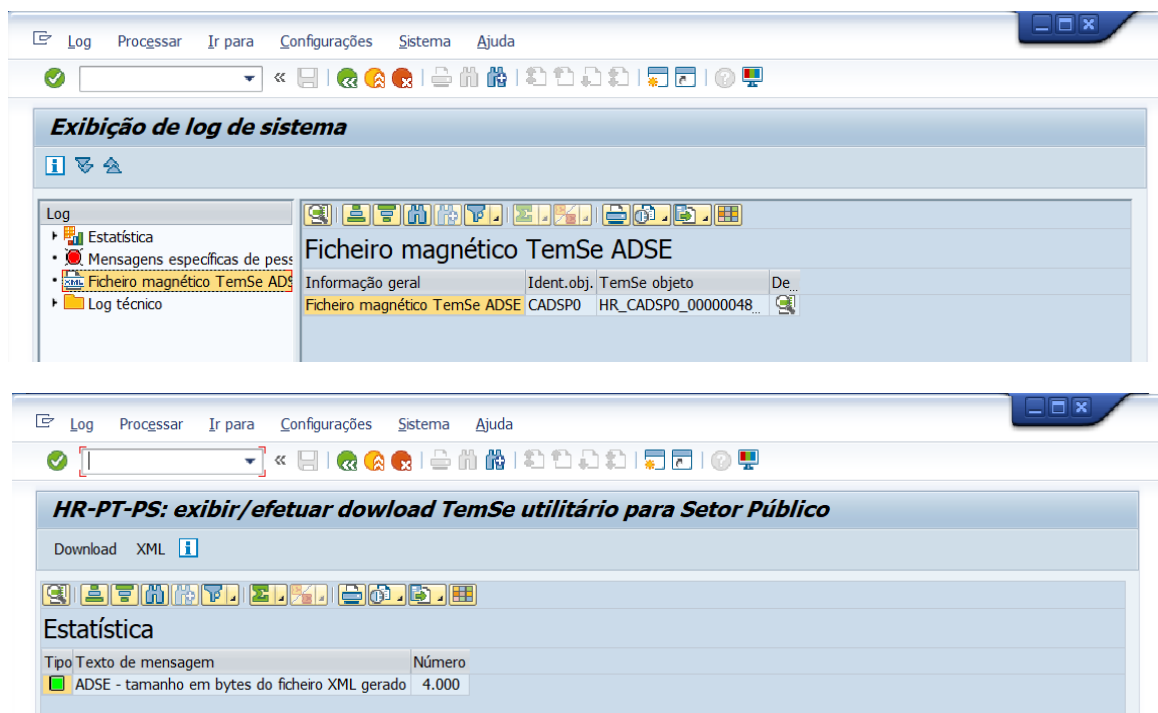 Log Processar Ir para Configurações Sistema Ajuda
Exibição de log de sistema
Log
Estatística
Mensagens específicas de pess
Ficheiro magnético TemSe ADS
Log técnico
Ficheiro magnético TemSe ADSE
Informação geral Ident.obj. TemSe objeto De...
Ficheiro magnético TemSe ADSE CADSP0 HR_CADSP0_00000048...
Log Processar Ir para Configurações Sistema Ajuda
HR-PT-PS: exibir/efetuar dowload TemSe utilitário para Setor Público
Download XML
Estatística
Tipo Texto de mensagem Número
ADSE - tamanho em bytes do ficheiro XML gerado 4.000